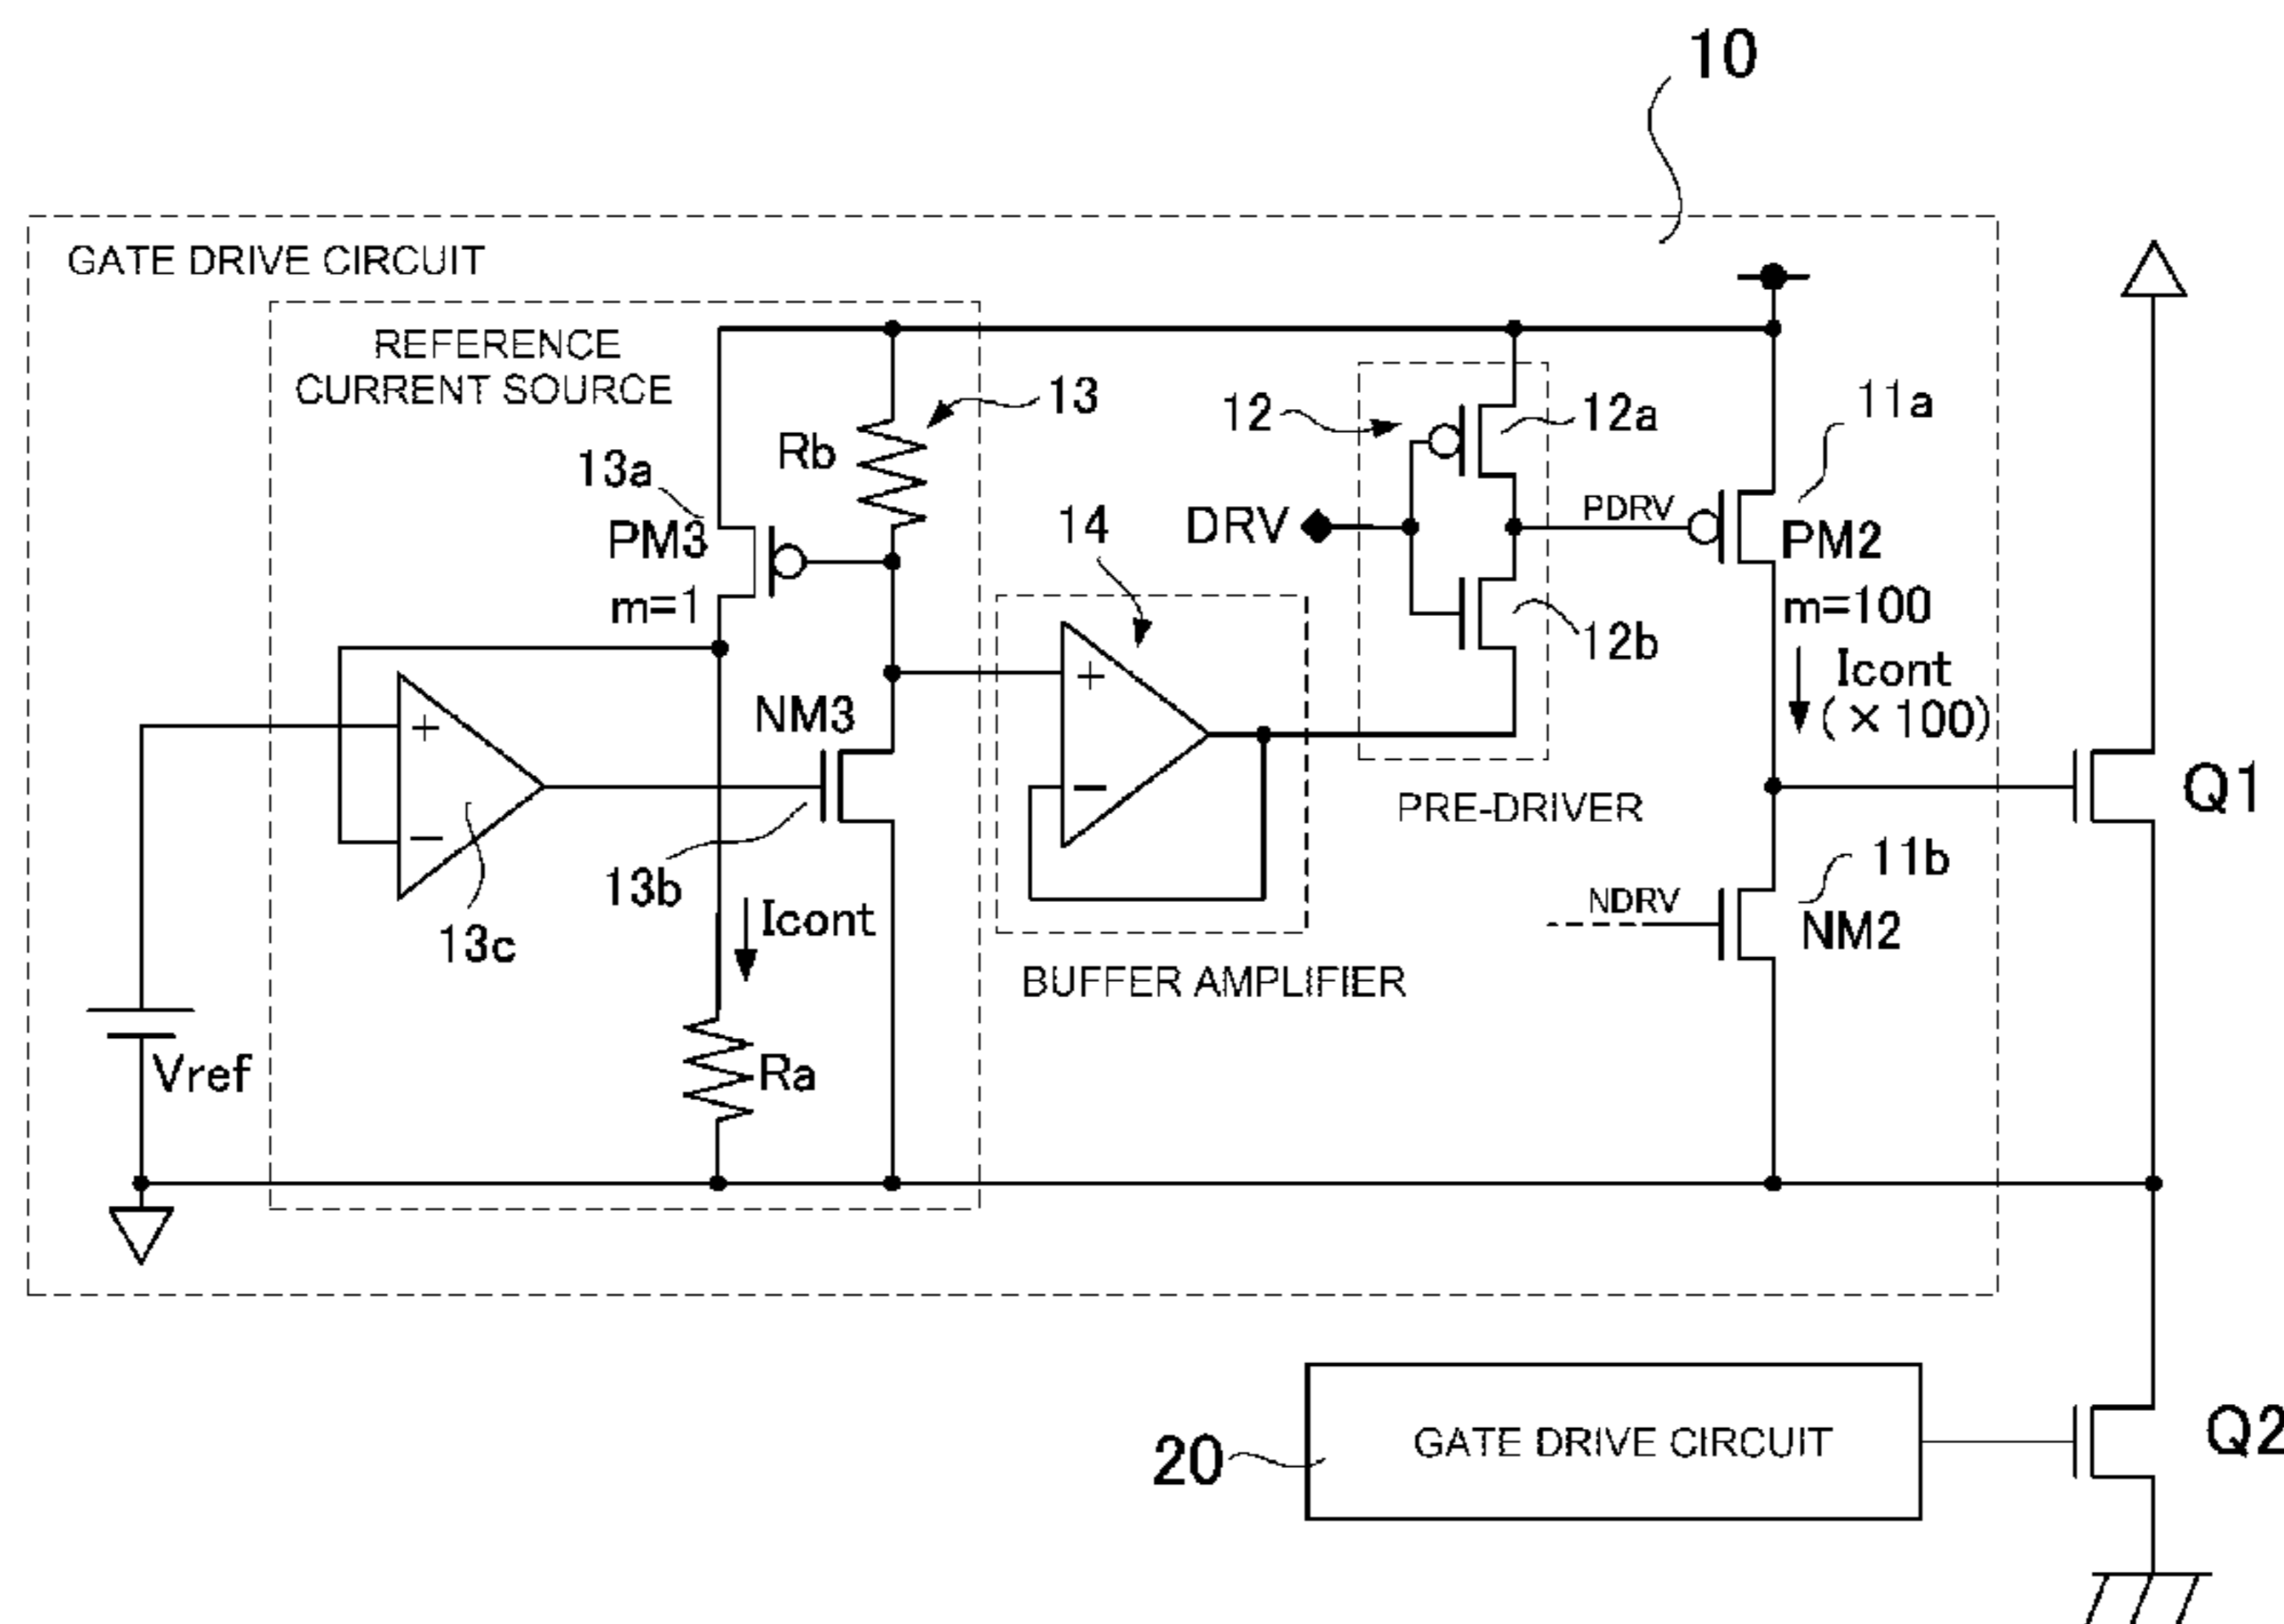 10
GATE DRIVE CIRCUIT
REFERENCE
CURRENT SOURCE
13
Rb
13a
PM3
m=1
12
12a
11a
DRV
PDRV
PM2
m=100
14
12b
Icont
(×100)
+
NM3
+
−
−
Q1
PRE-DRIVER
13b
13c
Icont
11b
NDRV
NM2
BUFFER AMPLIFIER
Vref
Ra
20
GATE DRIVE CIRCUIT
Q2